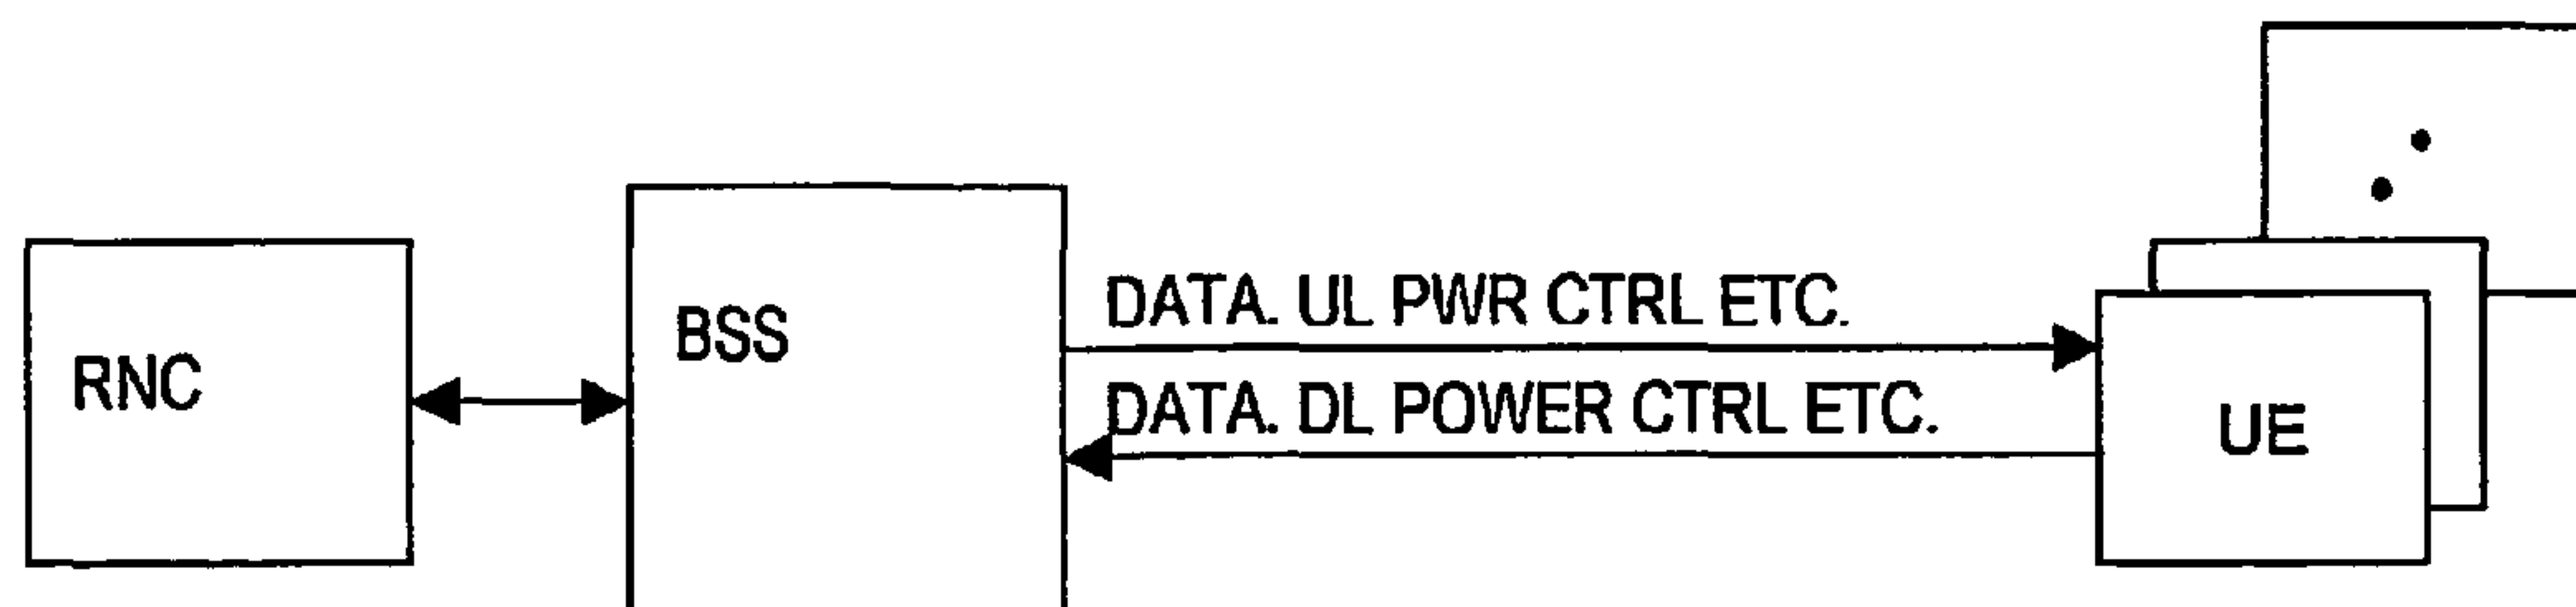 DATA. UL PWR CTRL ETC.
BSS
RNC
DATA. DL POWER CTRL ETC.
UE